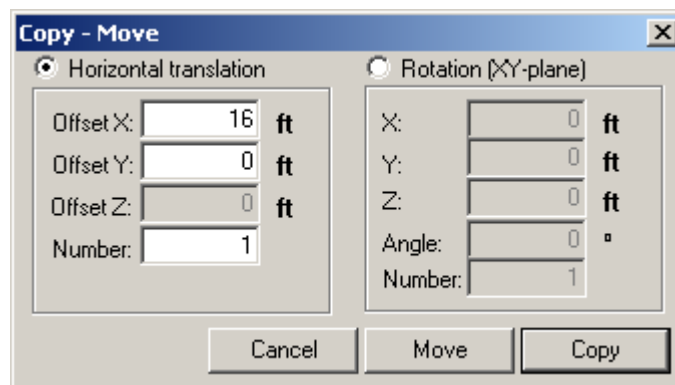 Copy - Move
Horizontal translation
Offset X: 16 ft
Offset Y: 0 ft
Offset Z: 0 ft
Number: 1
Rotation (XY-plane)
X: 0 ft
Y: 0 ft
Z: 0 ft
Angle: 0 °
Number: 1
Cancel Move Copy